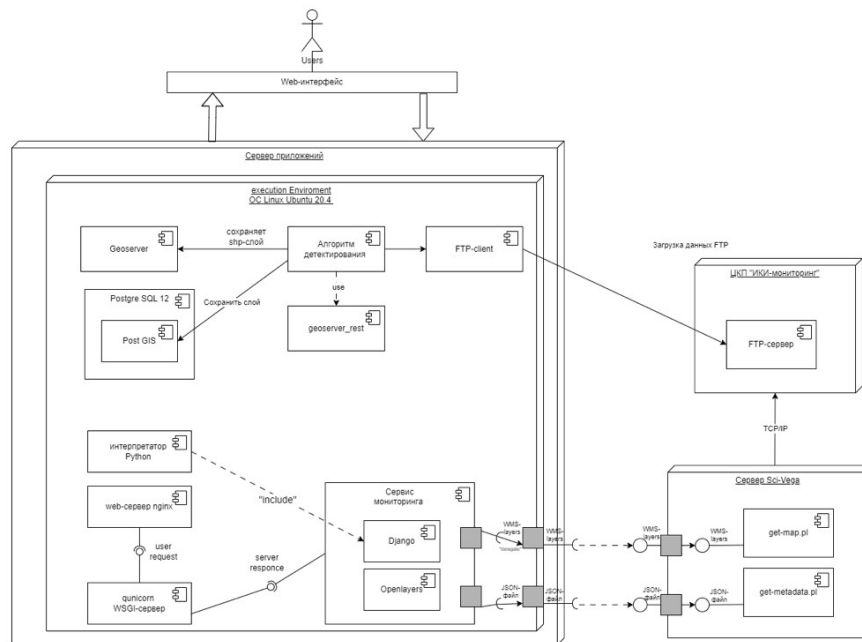 Users
Web-интерфейс
Сервер приложений
execution Enviroment
ОС Linux Ubuntu 20.4
Geoserver
сохраняет
shp-слой
Алгоритм
детектирования
FTP-client
Загрузка данных FTP
ЦКП "ИКИ-мониторинг"
FTP-сервер
Postgre SQL 12
Post GIS
Сохранить слой
use
geoserver_rest
TCP/IP
интерпретатор
Python
"include"
web-сервер nginx
user
request
server
responce
qunicorn
WSGI-сервер
Сервис
мониторинга
Django
Openlayers
WMS-
layers
"delegate"
WMS-
layers
WMS-
layers
WMS-
layers
JSON-
файл
JSON-
файл
JSON-
файл
JSON-
файл
Сервер Sci-Vega
get-map.pl
get-metadata.pl